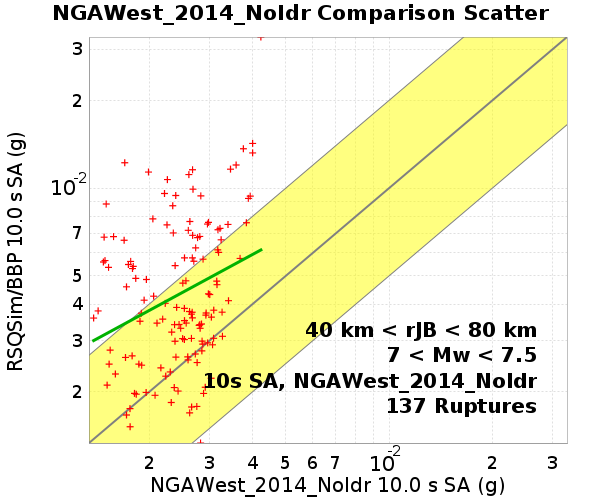 NGAWest_2014_NoIdr Comparison Scatter
RSQSim/BBP 10.0 s SA (g)
3
2
10-2
7
5
4
3
2
40 km < rJB < 80 km
7 < Mw < 7.5
10s SA, NGAWest_2014_NoIdr
137 Ruptures
2 3 4 5 6 7 10-2 2 3
NGAWest_2014_NoIdr 10.0 s SA (g)